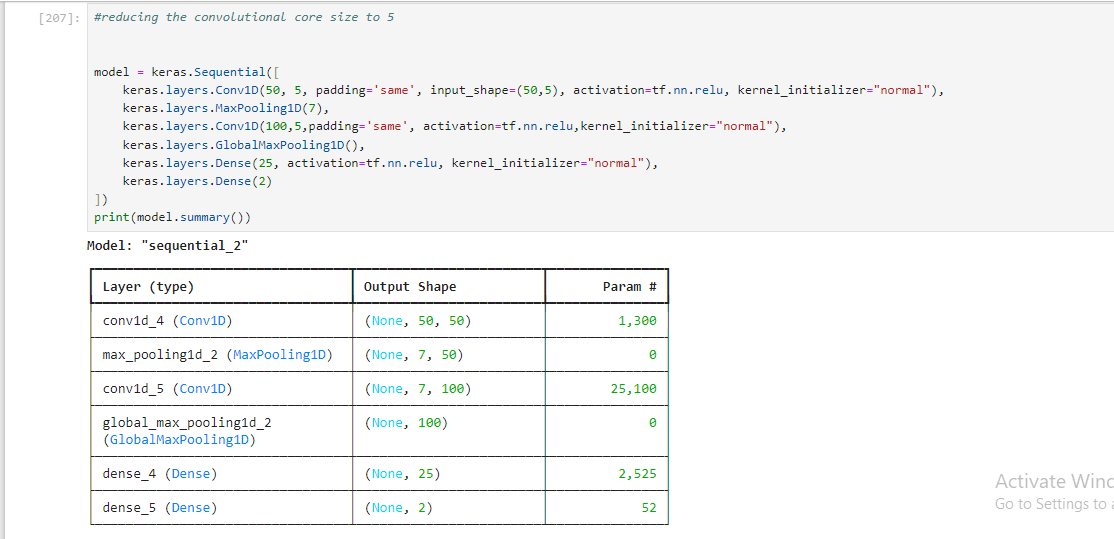 [207]: #reducing the convolutional core size to 5
model = keras.Sequential([
keras.layers.Conv1D(50, 5, padding='same', input_shape=(50,5), activation=tf.nn.relu, kernel_initializer="normal"),
keras.layers.MaxPooling1D(7),
keras.layers.Conv1D(100,5,padding='same', activation=tf.nn.relu,kernel_initializer="normal"),
keras.layers.GlobalMaxPooling1D(),
keras.layers.Dense(25, activation=tf.nn.relu, kernel_initializer="normal"),
keras.layers.Dense(2)
])
print(model.summary())
Model: "sequential_2"
Layer (type) Output Shape Param #
conv1d_4 (Conv1D) (None, 50, 50) 1,300
max_pooling1d_2 (MaxPooling1D) (None, 7, 50) 0
conv1d_5 (Conv1D) (None, 7, 100) 25,100
global_max_pooling1d_2 (None, 100) 0
(GlobalMaxPooling1D)
dense_4 (Dense) (None, 25) 2,525
dense_5 (Dense) (None, 2) 52
Activate Winc
Go to Settings to a